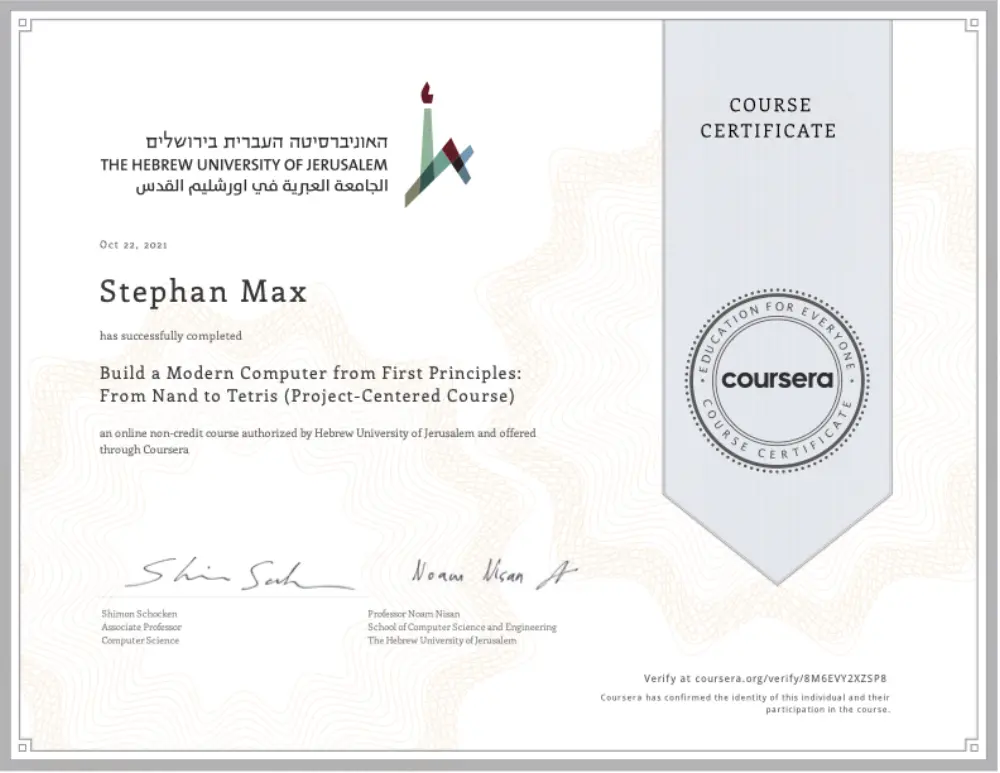 האוניברסיטה העברית בירושלים
THE HEBREW UNIVERSITY OF JERUSALEM
الجامعة العبرية في اورشليم القدس
Oct 22, 2021
Stephan Max
has successfully completed
Build a Modern Computer from First Principles:
From Nand to Tetris (Project-Centered Course)
an online non-credit course authorized by Hebrew University of Jerusalem and offered
through Coursera
COURSE
CERTIFICATE
EDUCATION FOR EVERYONE
coursera
COURSE CERTIFICATE
Noam Nisan
Shimon Schocken
Associate Professor
Computer Science
Professor Noam Nisan
School of Computer Science and Engineering
The Hebrew University of Jerusalem
Verify at coursera.org/verify/8M6EVY2XZSP8
Coursera has confirmed the identity of this individual and their
participation in the course.